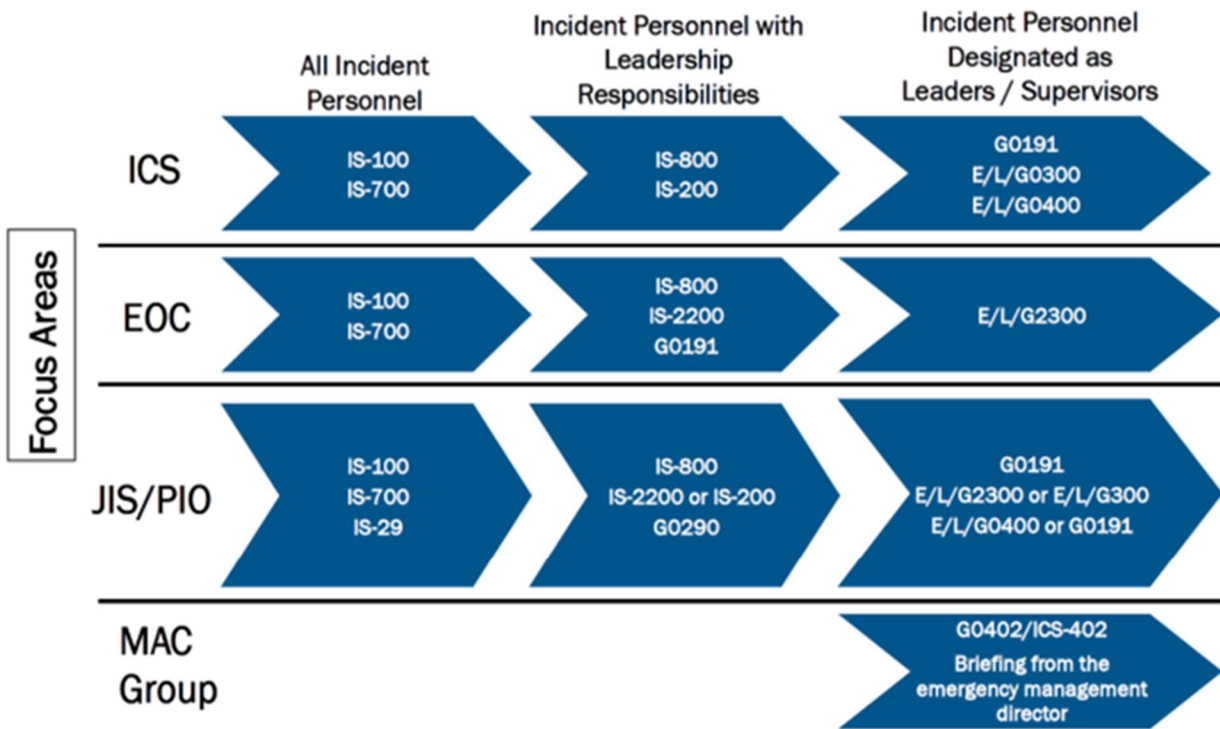 All Incident
Personnel
Incident Personnel with
Leadership
Responsibilities
Incident Personnel
Designated as
Leaders / Supervisors
Focus Areas
ICS
IS-100
IS-700
IS-800
IS-200
G0191
E/L/G0300
E/L/G0400
EOC
IS-100
IS-700
IS-800
IS-2200
G0191
E/L/G2300
JIS/PIO
IS-100
IS-700
IS-29
IS-800
IS-2200 or IS-200
G0290
G0191
E/L/G2300 or E/L/G300
E/L/G0400 or G0191
MAC
Group
G0402/ICS-402
Briefing from the
emergency management
director